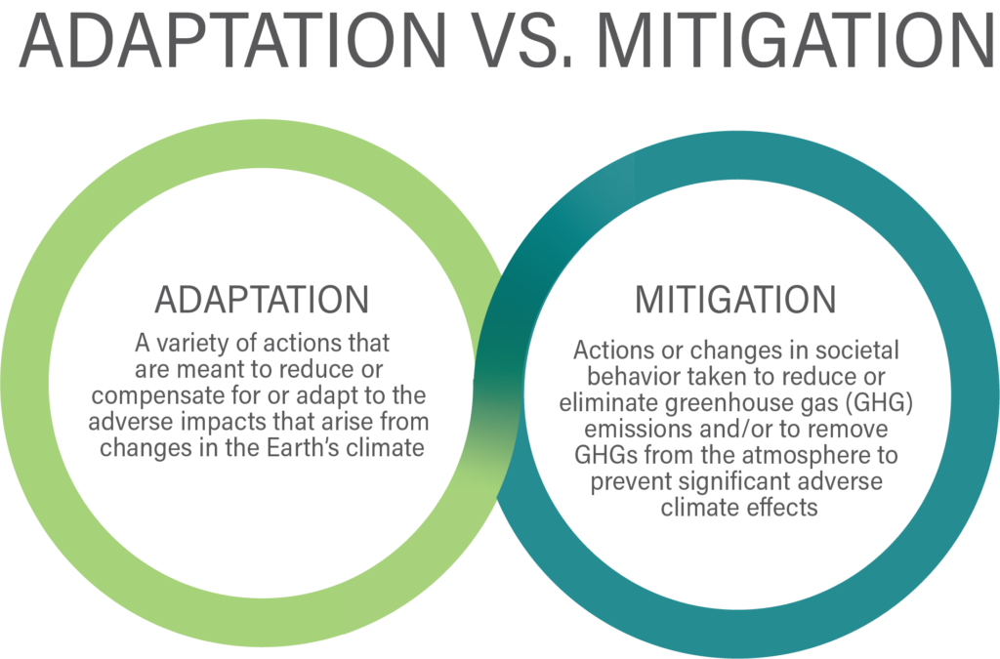 ADAPTATION VS. MITIGATION
ADAPTATION
A variety of actions that
are meant to reduce or
compensate for or adapt to the
adverse impacts that arise from
changes in the Earth’s climate
MITIGATION
Actions or changes in societal
behavior taken to reduce or
eliminate greenhouse gas (GHG)
emissions and/or to remove
GHGs from the atmosphere to
prevent significant adverse
climate effects